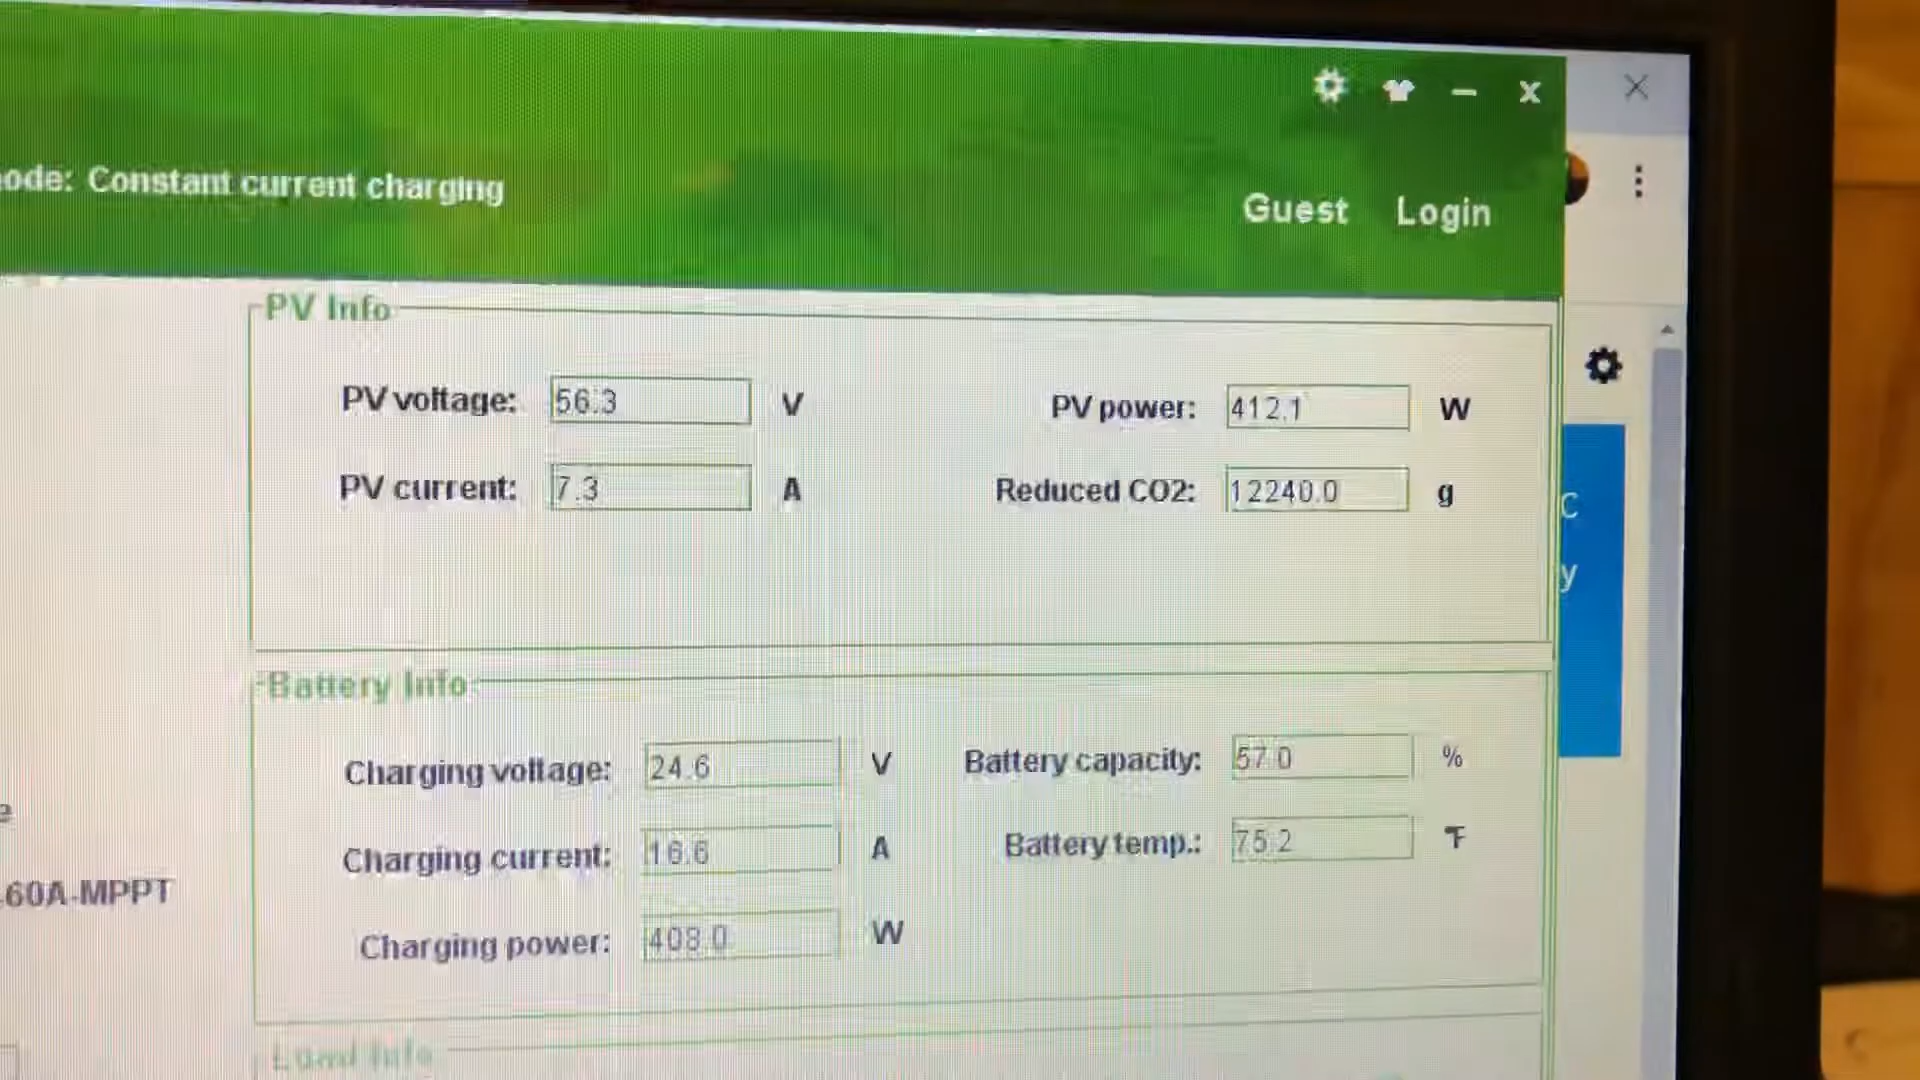 ode: Constant current charging
Guest Login
PV Info
PV voltage: 56.3 V
PV power: 412.1 W
PV current: 7.3 A
Reduced CO2: 12240.0 g
C
y
Battery Info
Charging voltage: 24.6 V
Battery capacity: 57.0 %
Charging current: 16.6 A
Battery temp.: 75.2 °F
e
60A-MPPT
Charging power: 408.0 W
Load Info